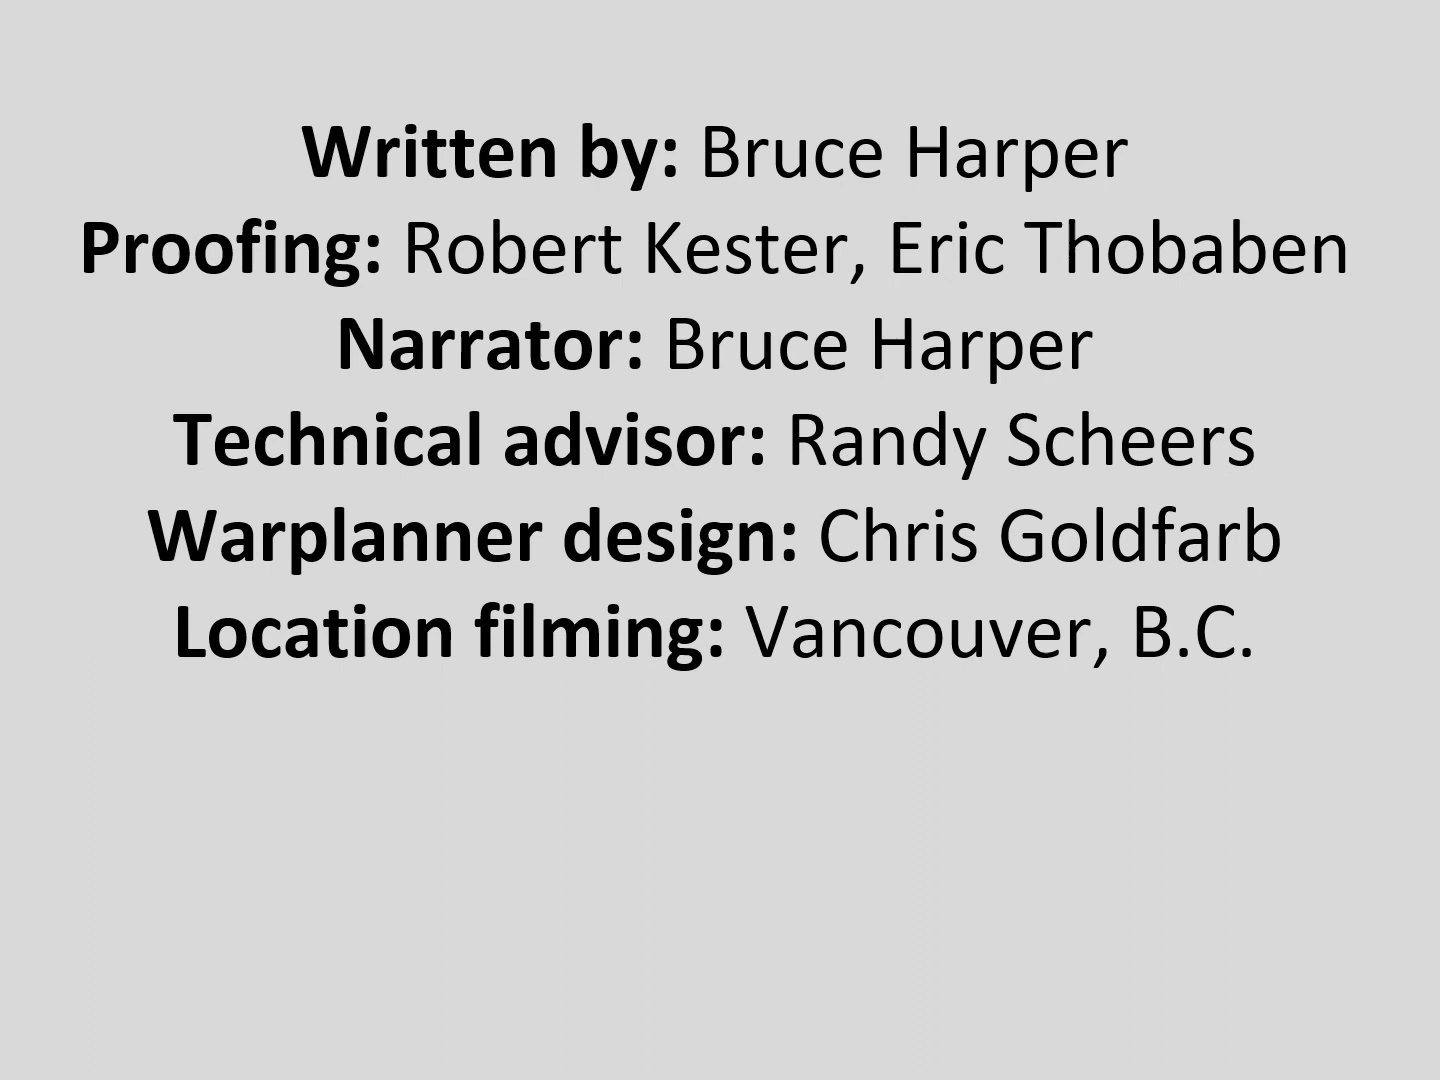 Written by: Bruce Harper
Proofing: Robert Kester, Eric Thobaben
Narrator: Bruce Harper
Technical advisor: Randy Scheers
Warplanner design: Chris Goldfarb
Location filming: Vancouver, B.C.